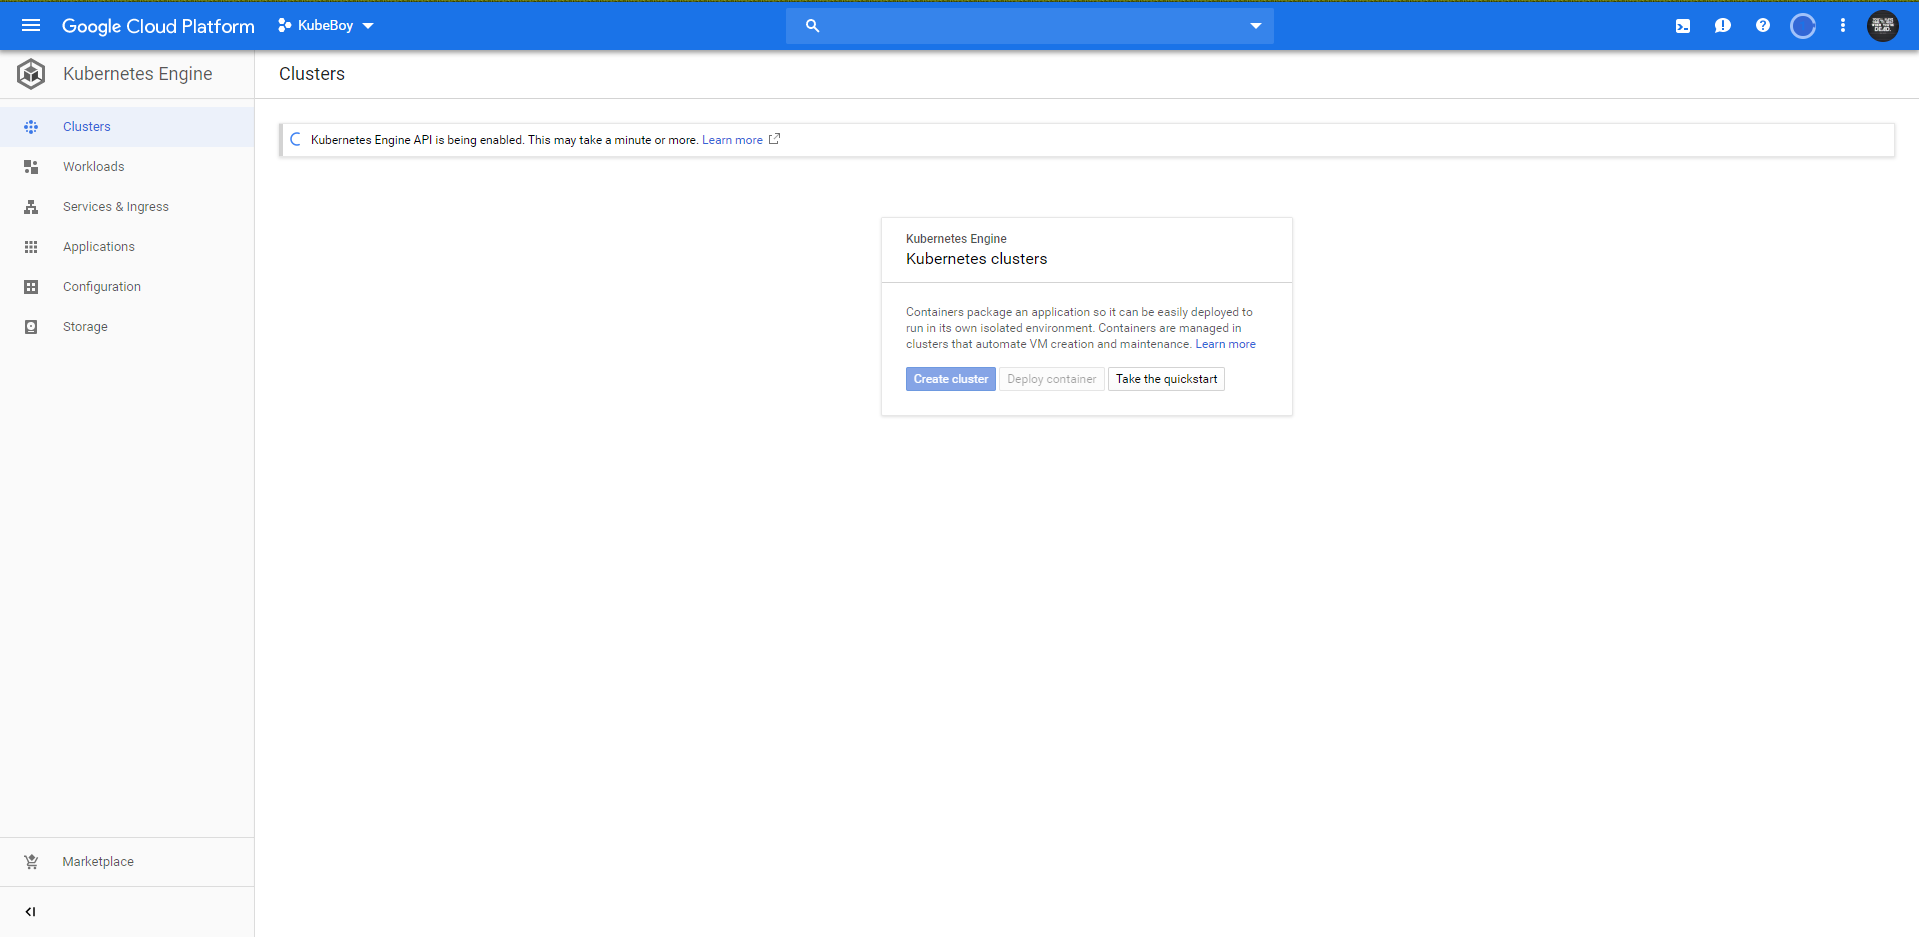 Google Cloud Platform
KubeBoy
Kubernetes Engine
Clusters
Clusters
Workloads
Services & Ingress
Applications
Configuration
Storage
Marketplace
Kubernetes Engine API is being enabled. This may take a minute or more. Learn more
Kubernetes Engine
Kubernetes clusters
Containers package an application so it can be easily deployed to
run in its own isolated environment. Containers are managed in
clusters that automate VM creation and maintenance. Learn more
Create cluster
Deploy container
Take the quickstart